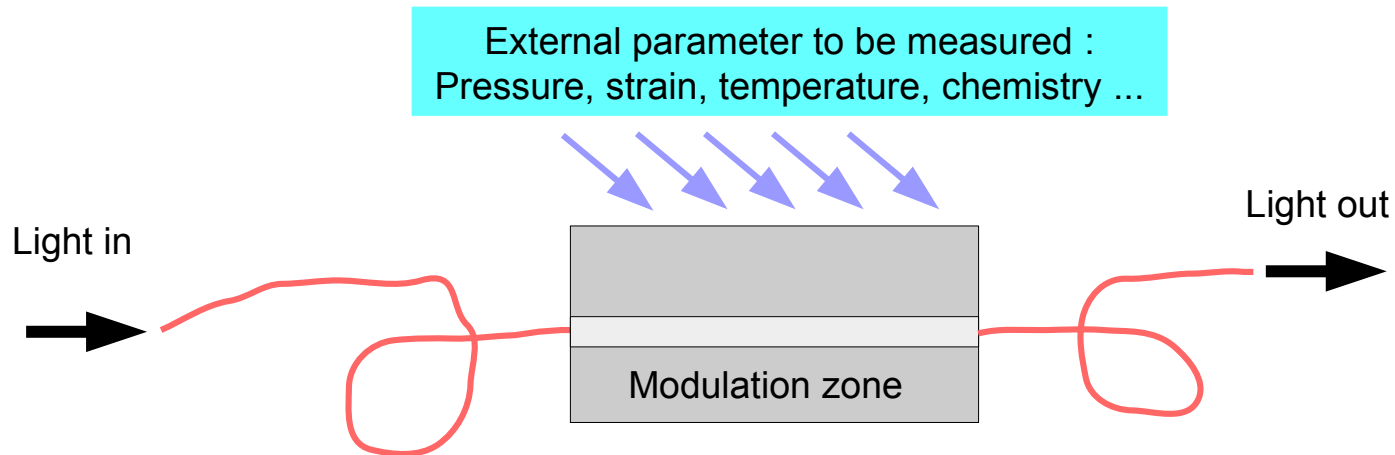 External parameter to be measured :
Pressure, strain, temperature, chemistry ...
Light out
Light in
Modulation zone